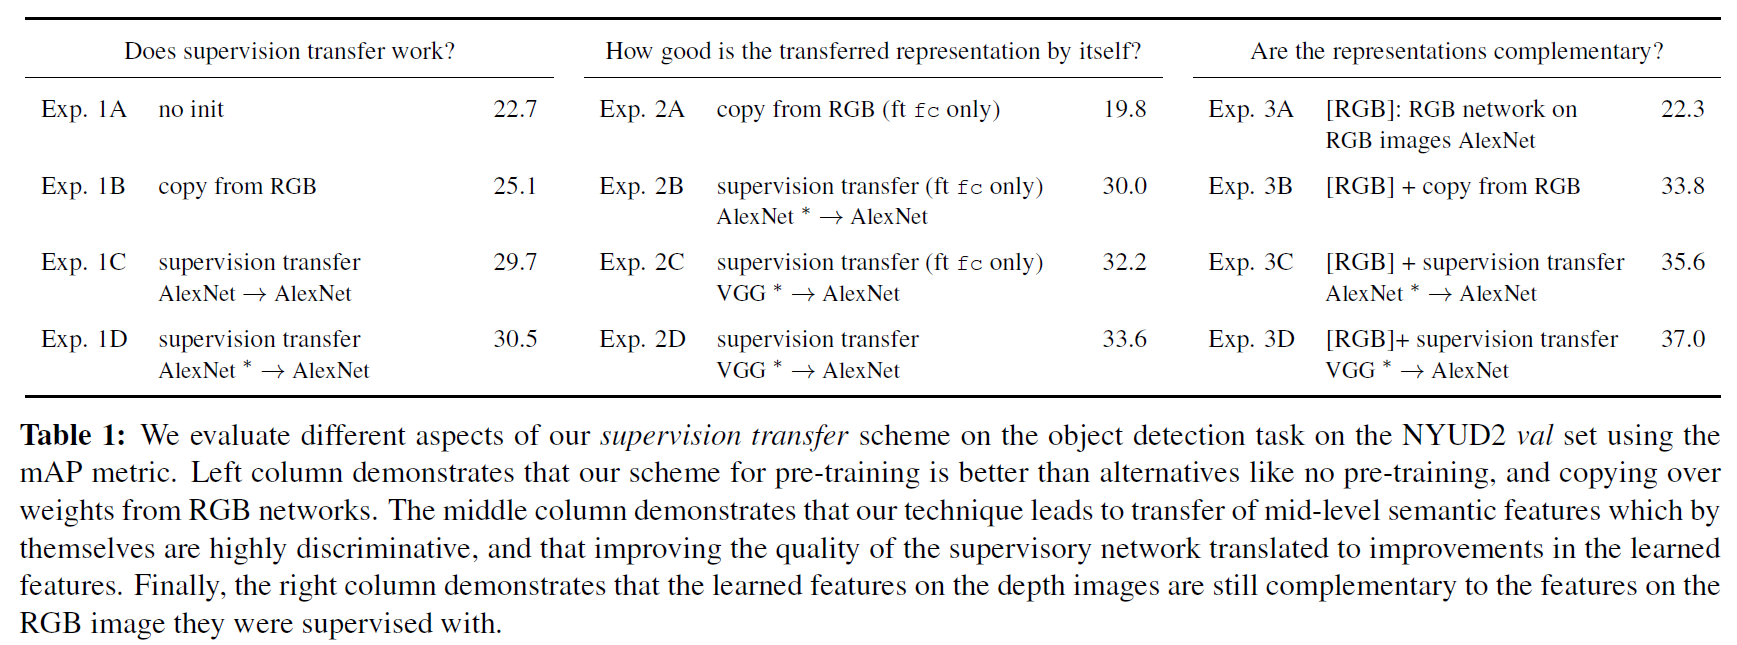 Does supervision transfer work? How good is the transferred representation by itself? Are the representations complementary?
Exp. 1A no init 22.7 Exp. 2A copy from RGB (ft fc only) 19.8 Exp. 3A [RGB]: RGB network on 22.3
RGB images AlexNet
Exp. 1B copy from RGB 25.1 Exp. 2B supervision transfer (ft fc only) 30.0 Exp. 3B [RGB] + copy from RGB 33.8
AlexNet * → AlexNet
Exp. 1C supervision transfer 29.7 Exp. 2C supervision transfer (ft fc only) 32.2 Exp. 3C [RGB] + supervision transfer 35.6
AlexNet → AlexNet VGG * → AlexNet AlexNet * → AlexNet
Exp. 1D supervision transfer 30.5 Exp. 2D supervision transfer 33.6 Exp. 3D [RGB]+ supervision transfer 37.0
AlexNet * → AlexNet VGG * → AlexNet VGG * → AlexNet
Table 1: We evaluate different aspects of our supervision transfer scheme on the object detection task on the NYUD2 val set using the
mAP metric. Left column demonstrates that our scheme for pre-training is better than alternatives like no pre-training, and copying over
weights from RGB networks. The middle column demonstrates that our technique leads to transfer of mid-level semantic features which by
themselves are highly discriminative, and that improving the quality of the supervisory network translated to improvements in the learned
features. Finally, the right column demonstrates that the learned features on the depth images are still complementary to the features on the
RGB image they were supervised with.